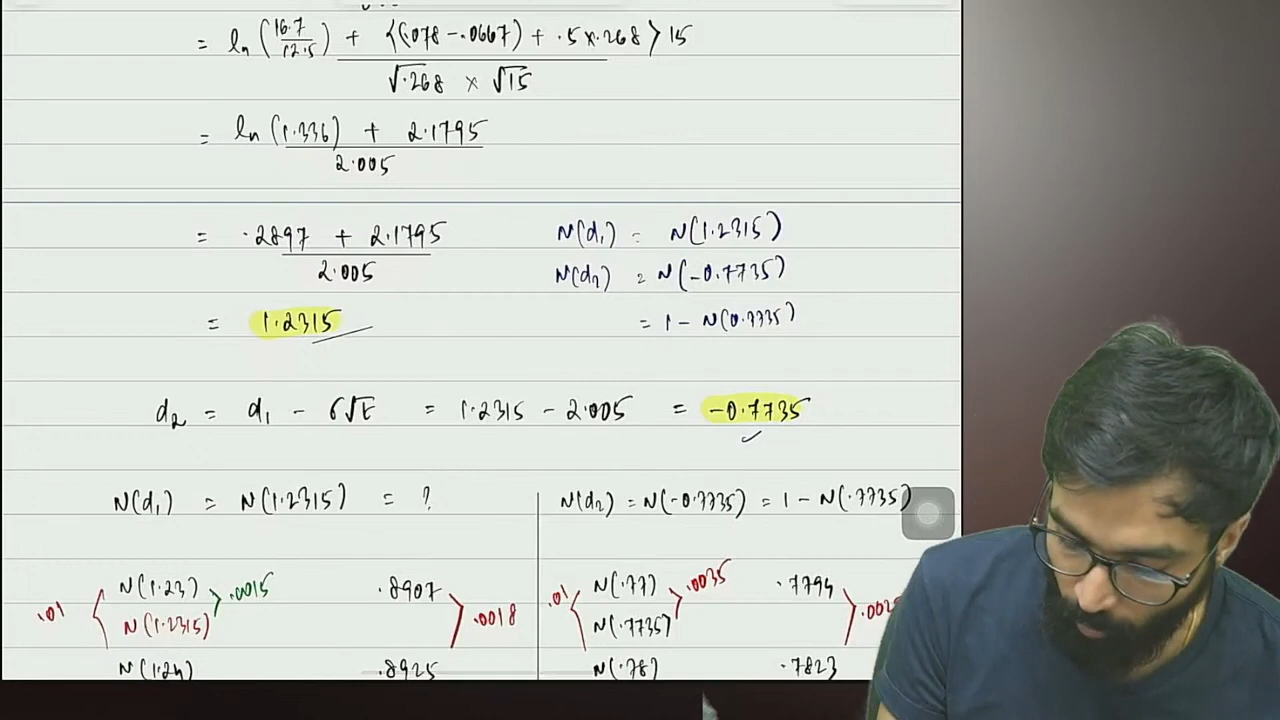 = ln (16.7/12.5) + {(.078 - .0667) + .5 x .268} 15
√.268 x √15
= ln (1.336) + 2.1795
2.005
= .2897 + 2.1795
2.005
= 1.2315
N(d₁) = N(1.2315)
N(d₂) = N(-0.7735)
= 1 - N(0.7735)
d₂ = d₁ - σ√t = 1.2315 - 2.005 = -0.7735
N(d₁) = N(1.2315) = ?
.01 N(1.23) .0015 .8907
N(1.2315) .0018
N(1.24) .8925
N(d₂) = N(-0.7735) = 1 - N(.7735)
.01 N(.77) .0035 .7794
N(.7735)
N(.78) .7823